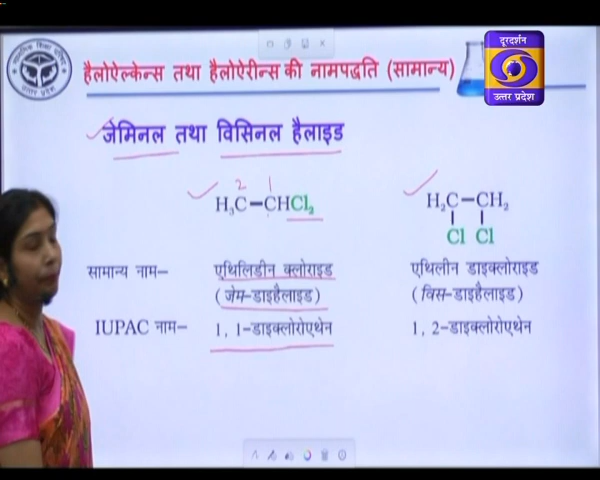 दूरदर्शन
उत्तर प्रदेश
हैलोऐल्केन्स तथा हैलोऐरीन्स की नामपद्धति (सामान्य)
जेमिनल तथा विसिनल हैलाइड
2 1
H₃C–CHCl₂
H₂C–CH₂
Cl Cl
सामान्य नाम– एथिलिडीन क्लोराइड एथिलीन डाइक्लोराइड
(जेम-डाइहैलाइड) (विस-डाइहैलाइड)
IUPAC नाम– 1, 1-डाइक्लोरोएथेन 1, 2-डाइक्लोरोएथेन